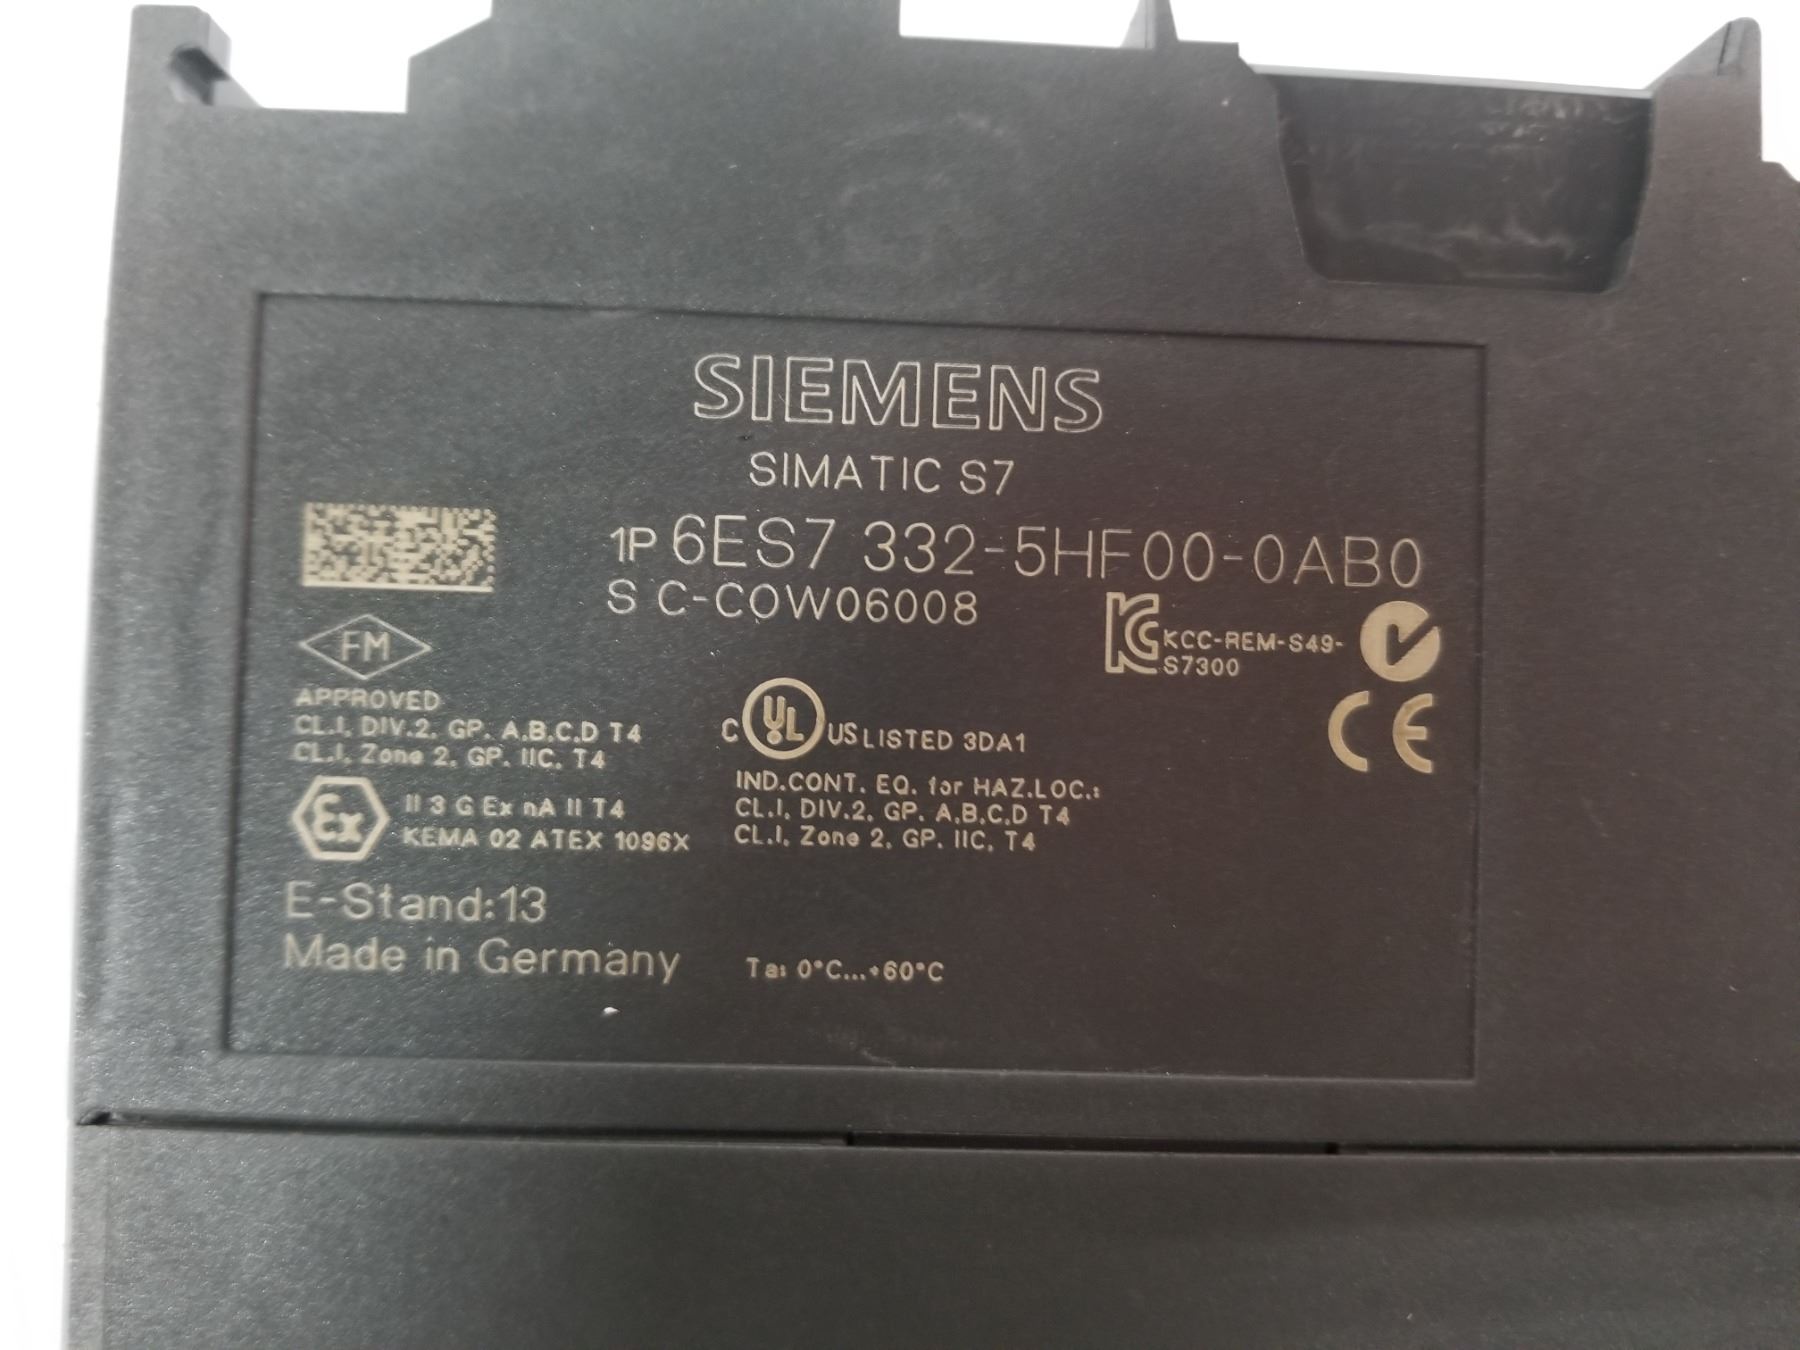 SIEMENS
SIMATIC S7
1P 6ES7 332-5HF00-0AB0
S C-COW06008
KCC-REM-S49-
S7300
FM
APPROVED
CL.I, DIV.2, GP. A,B,C,D T4
CL.I, Zone 2, GP. IIC, T4
Ex II 3 G Ex nA II T4
KEMA 02 ATEX 1096X
C UL US LISTED 3DA1
IND.CONT. EQ. for HAZ.LOC.:
CL.I, DIV.2, GP. A,B,C,D T4
CL.I, Zone 2, GP. IIC, T4
CE
E-Stand:13
Made in Germany
Ta: 0°C...+60°C